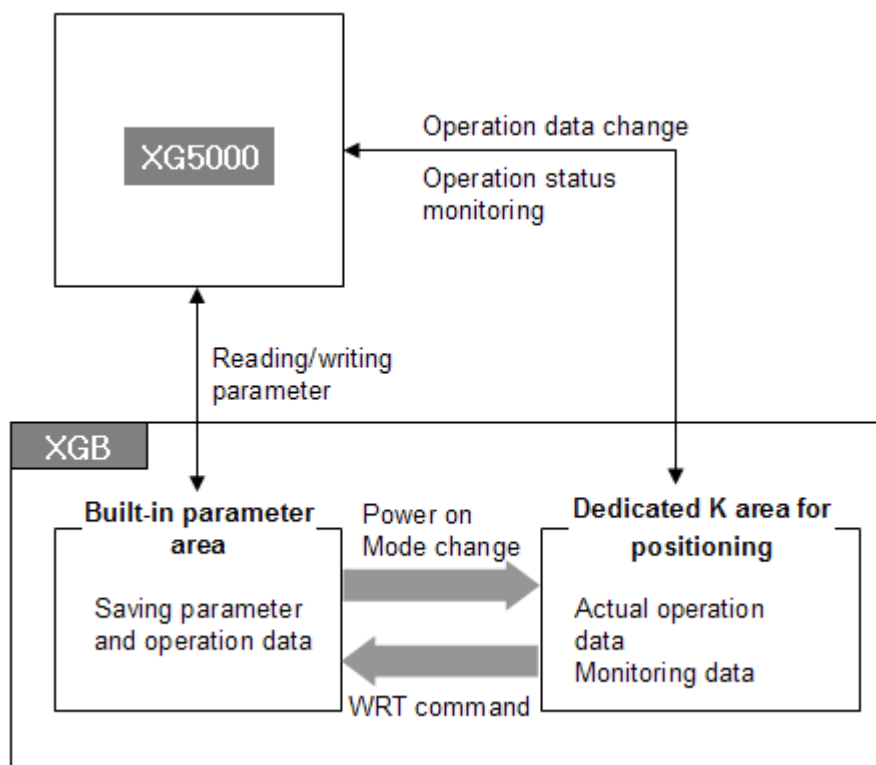 XG5000
Operation data change
Operation status
monitoring
Reading/writing
parameter
XGB
Built-in parameter
area
Saving parameter
and operation data
Power on
Mode change
WRT command
Dedicated K area for
positioning
Actual operation
data
Monitoring data